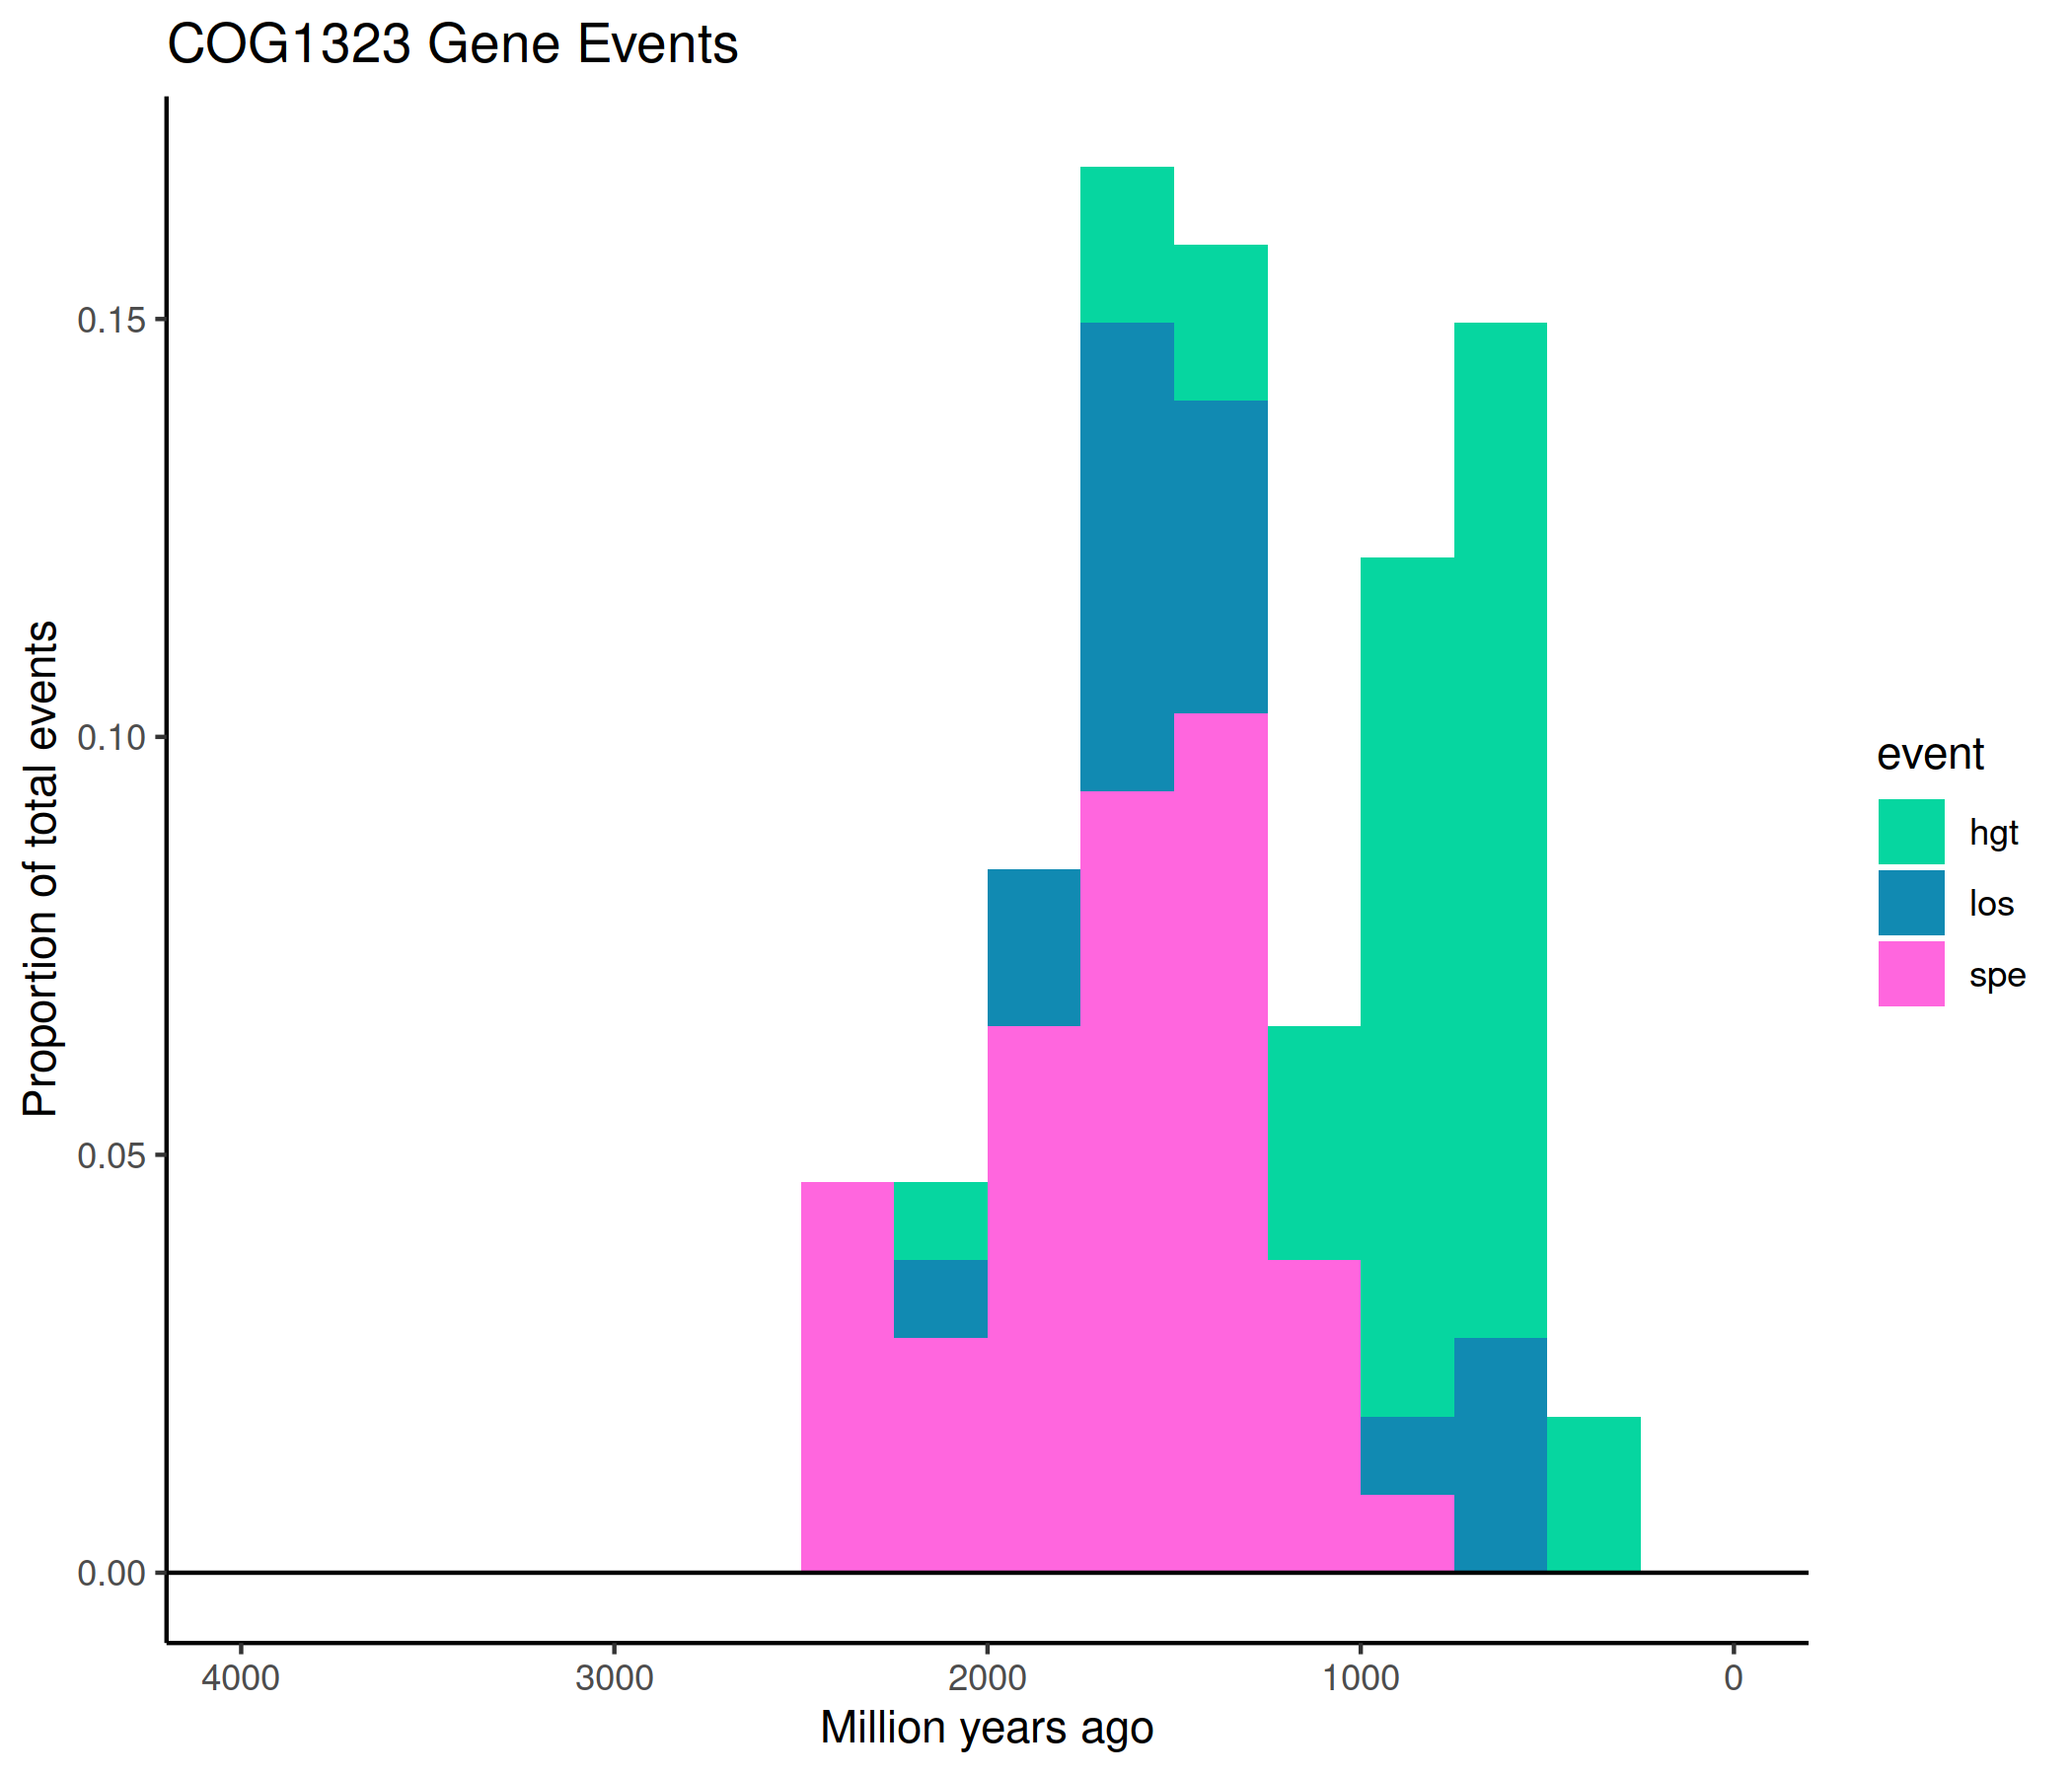 COG1323 Gene Events
Proportion of total events
0.15
0.10
0.05
0.00
4000 3000 2000 1000 0
Million years ago
event
hgt
los
spe